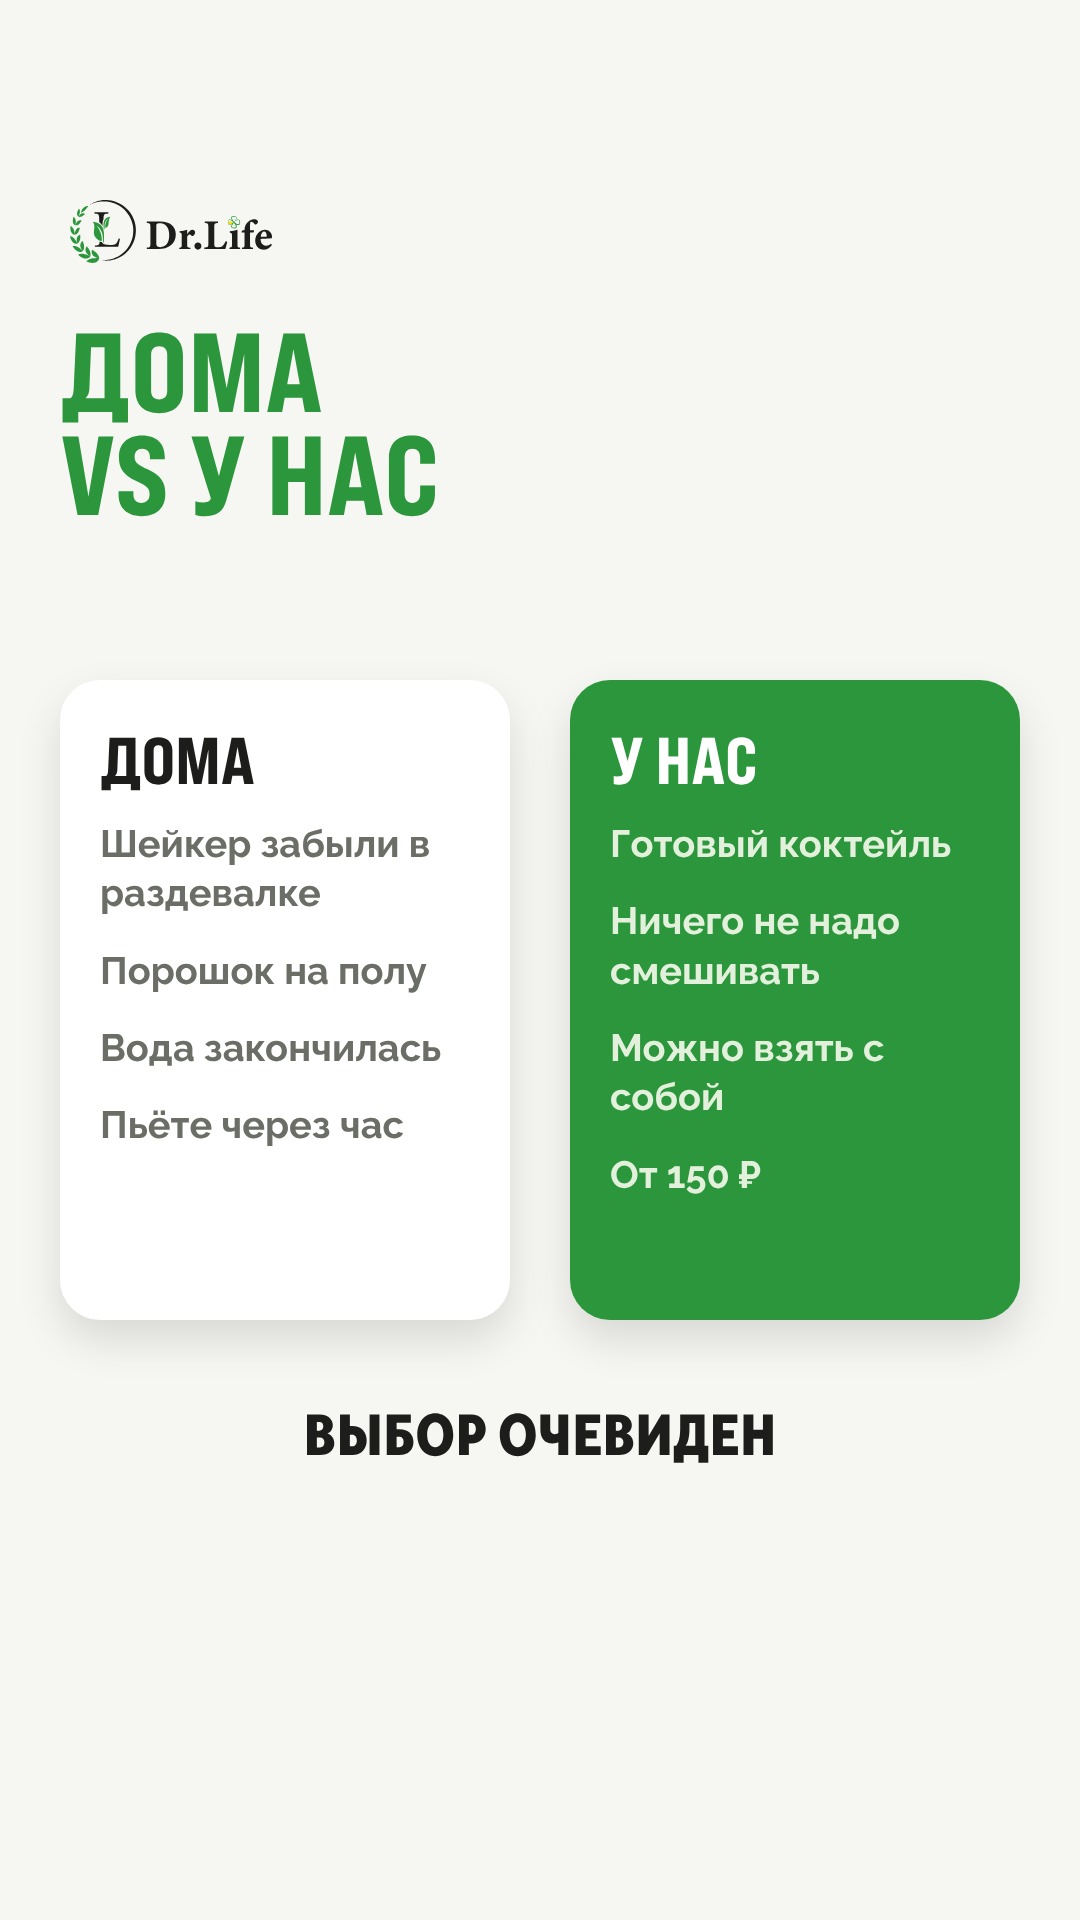 Dr.Life
ДОМА
VS У НАС
ДОМА
Шейкер забыли в
раздевалке
Порошок на полу
Вода закончилась
Пьёте через час
У НАС
Готовый коктейль
Ничего не надо
смешивать
Можно взять с
собой
От 150 ₽
ВЫБОР ОЧЕВИДЕН